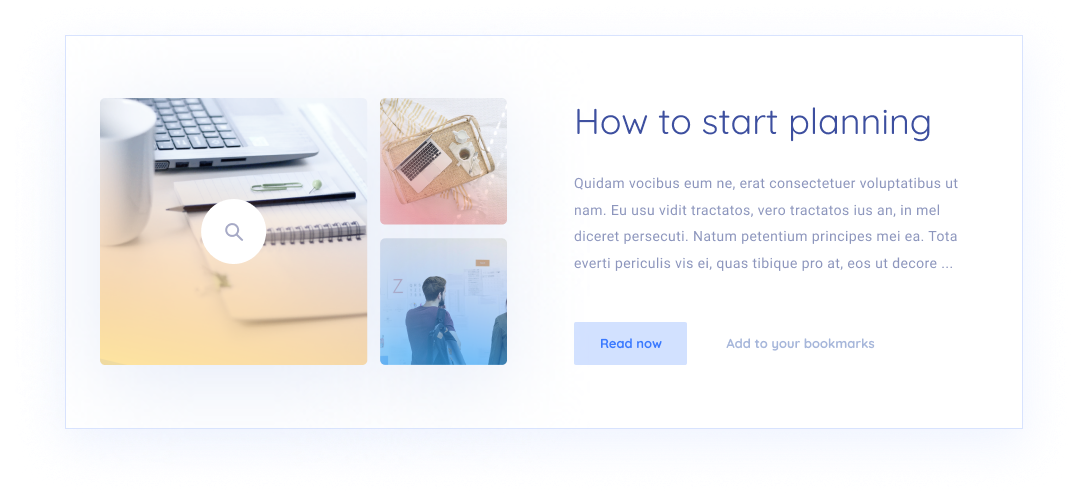 How to start planning
Quidam vocibus eum ne, erat consectetuer voluptatibus ut
nam. Eu usu vidit tractatos, vero tractatos ius an, in mel
diceret persecuti. Natum petentium principes mei ea. Tota
everti periculis vis ei, quas tibique pro at, eos ut decore ...
Z
Read now
Add to your bookmarks